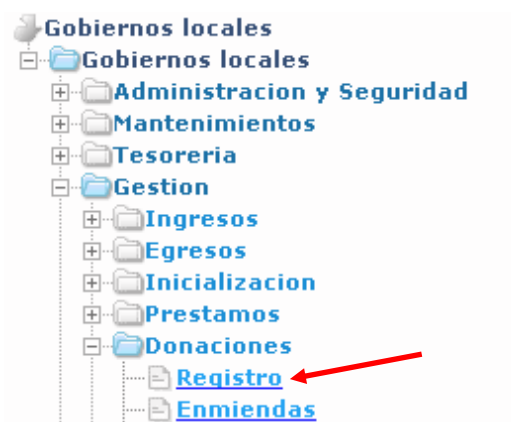 Gobiernos locales
Gobiernos locales
Administracion y Seguridad
Mantenimientos
Tesoreria
Gestion
Ingresos
Egresos
Inicializacion
Prestamos
Donaciones
Registro
Enmiendas